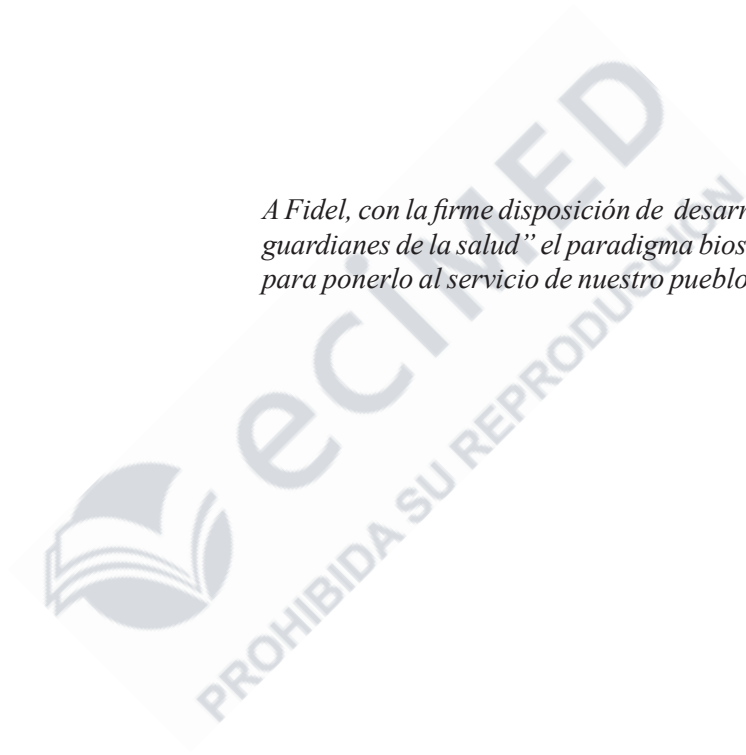 A Fidel, con la firme disposición de desarr
guardianes de la salud” el paradigma bios
para ponerlo al servicio de nuestro pueblo
ecimed
PROHIBIDA SU REPRODUCCIÓN